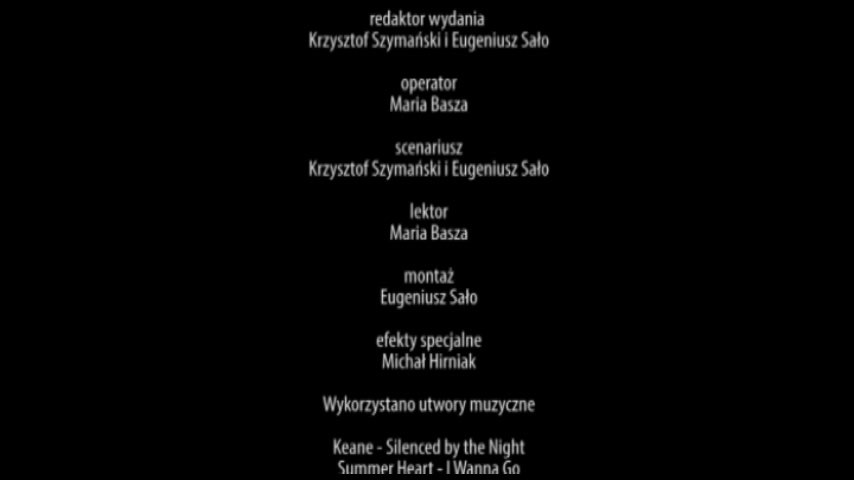 redaktor wydania
Krzysztof Szymański i Eugeniusz Sało
operator
Maria Basza
scenariusz
Krzysztof Szymański i Eugeniusz Sało
lektor
Maria Basza
montaż
Eugeniusz Sało
efekty specjalne
Michał Hirniak
Wykorzystano utwory muzyczne
Keane - Silenced by the Night
Summer Heart - I Wanna Go